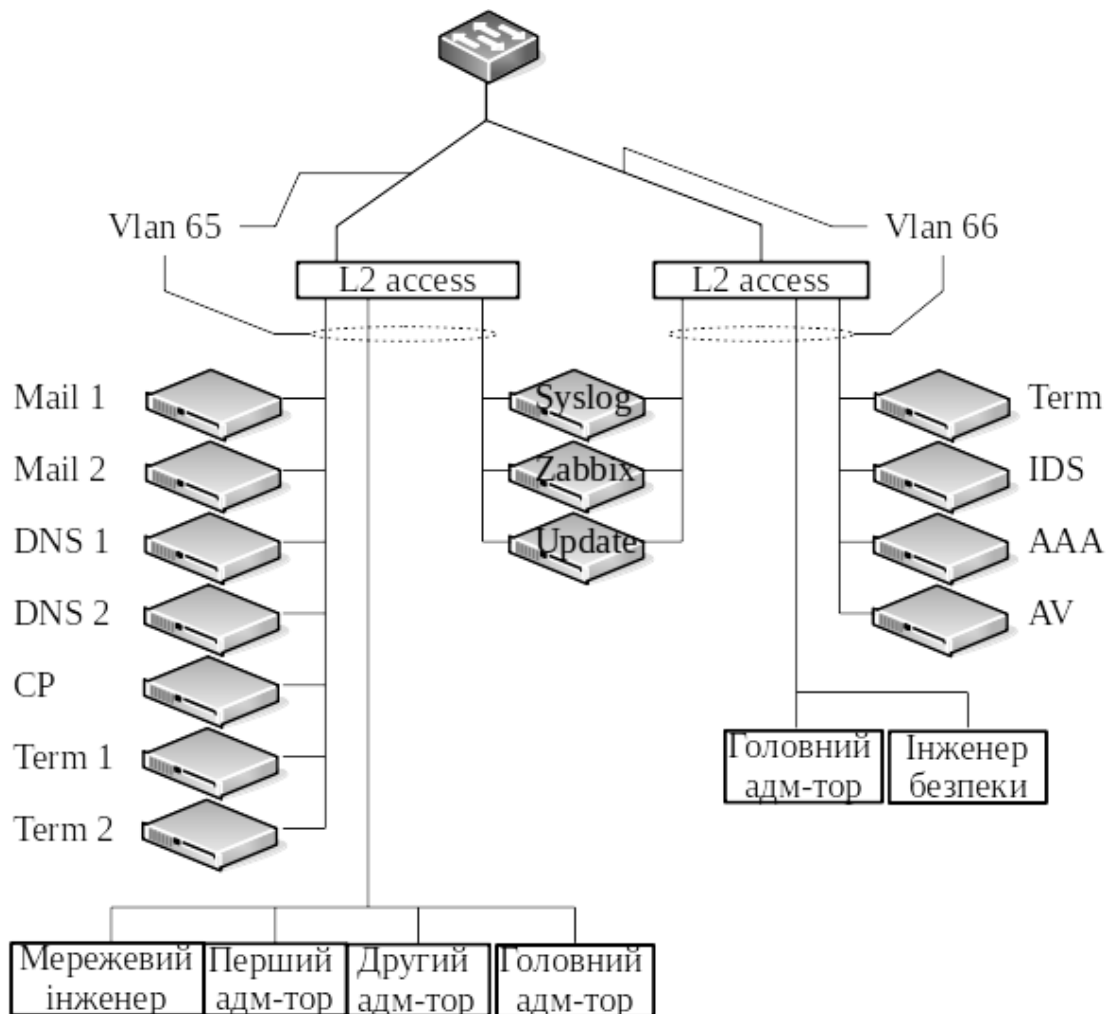 Vlan 65
Vlan 66
L2 access
L2 access
Mail 1
Syslog
Term
Mail 2
Zabbix
IDS
DNS 1
Update
AAA
DNS 2
AV
CP
Term 1
Term 2
Головний
адм-тор
Інженер
безпеки
Мережевий
інженер
Перший
адм-тор
Другий
адм-тор
Головний
адм-тор